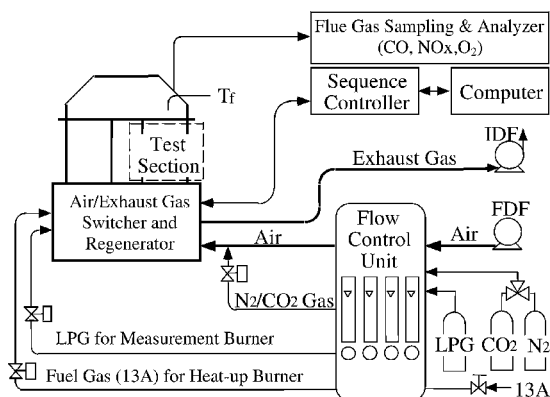 Flue Gas Sampling & Analyzer
(CO, NOx,O2)
Tf
Sequence
Controller
Computer
Test
Section
IDF
Exhaust Gas
Air/Exhaust Gas
Switcher and
Regenerator
Flow
Control
Unit
FDF
Air
Air
N2/CO2 Gas
LPG for Measurement Burner
LPG
CO2
N2
Fuel Gas (13A) for Heat-up Burner
13A